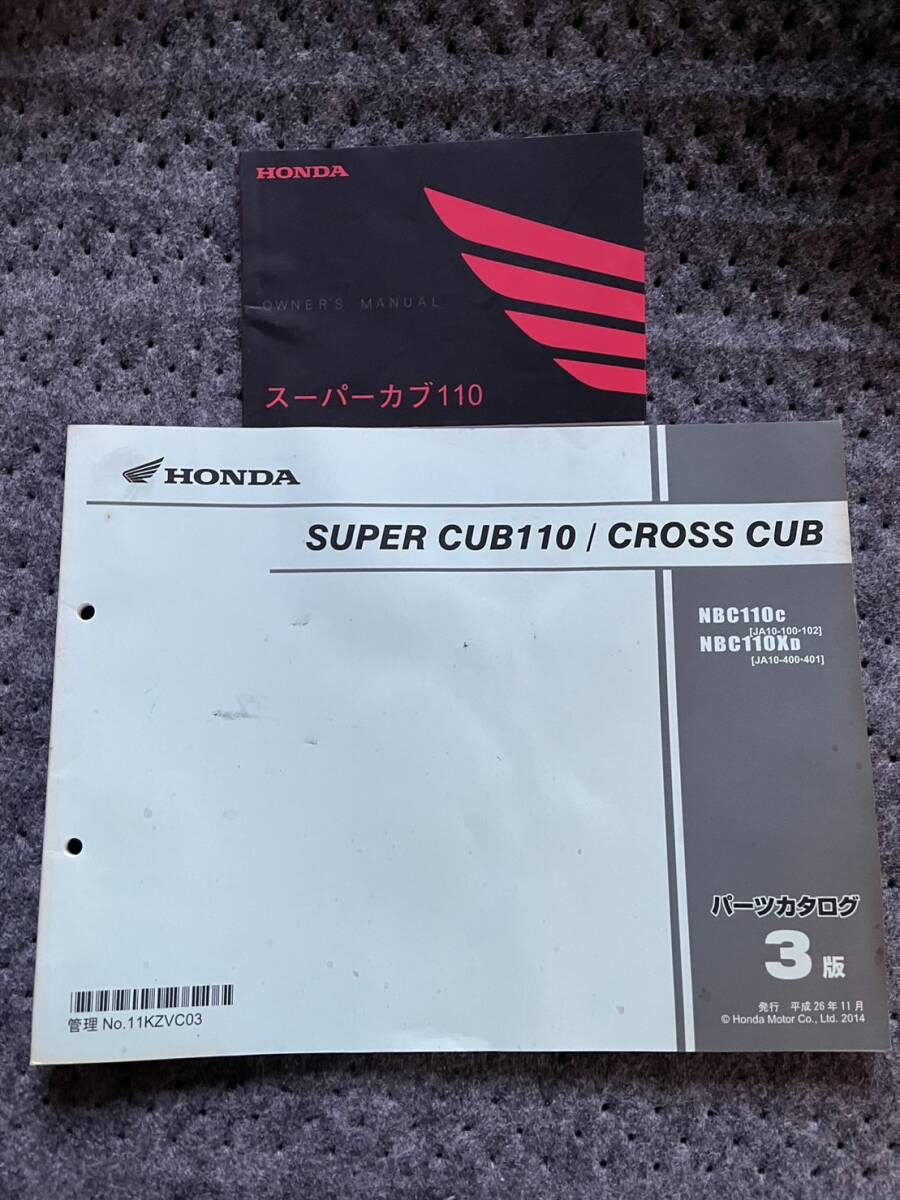 HONDA
OWNER'S MANUAL
スーパーカブ110
HONDA
SUPER CUB110 / CROSS CUB
NBC110C
[JA10-100・102]
NBC110XD
[JA10-400・401]
パーツカタログ
3版
発行 平成26年11月
© Honda Motor Co., Ltd. 2014
管理 No.11KZVC03